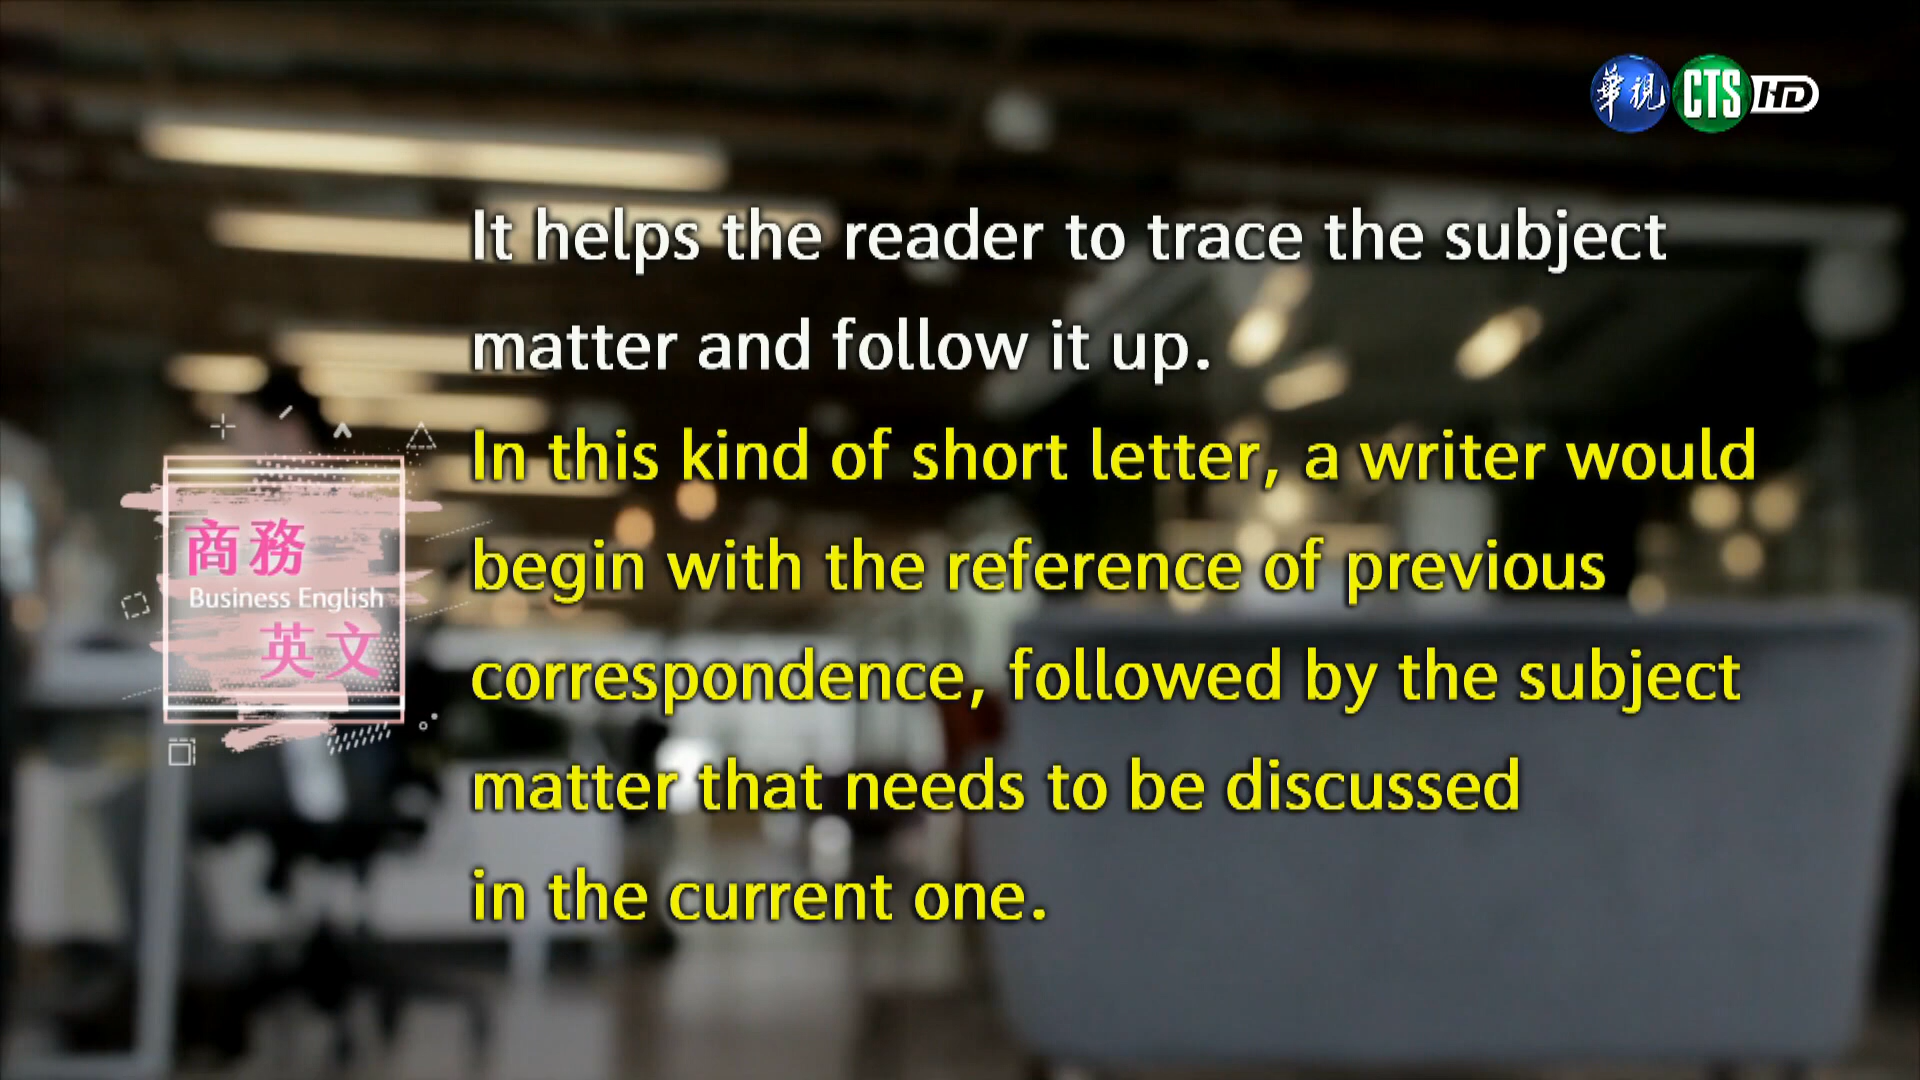 華視 CTS HD
It helps the reader to trace the subject
matter and follow it up.
In this kind of short letter, a writer would
begin with the reference of previous
correspondence, followed by the subject
matter that needs to be discussed
in the current one.
商務
Business English
英文